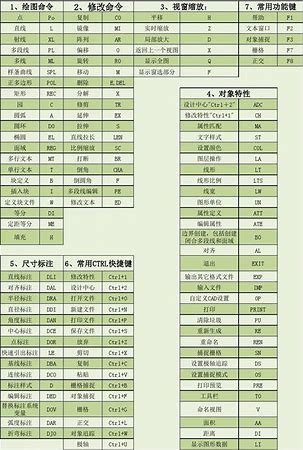 1、绘图命令
点 Po
直线 L
射线 XL
多段线 PL
多线 ML
样条曲线 SPL
正多边形 POL
矩形 REC
圆 C
圆弧 A
圆环 DO
椭圆 EL
面域 REG
多行文本 MT
单行文本 T
块定义 B
插入块 I
定义块文件 W
等分 DI
定距等分 ME
填充 H
2、修改命令
复制 CO
镜像 MI
阵列 AR
偏移 O
旋转 RO
移动 M
删除 E,DEL
分解 X
修剪 TR
延伸 EX
拉伸 S
直线拉长 LEN
比例缩放 SC
打断 BR
倒角 CHA
倒圆角 F
多段线编辑 PE
修改文本 ED
3、视窗缩放:
平移 H
实时缩放 Z
局部放大 D
返回上一个视图 X
显示全图 G
显示窗选部分 F
7、常用功能键
帮助 F1
文本窗口 F2
对象捕捉 F3
栅格 F7
正交 F8
4、对象特性
设计中心"Ctrl+2" ADC
修改特性"Ctrl+1" CH
属性匹配 MA
文字样式 ST
设置颜色 COL
图层操作 LA
线形 LT
线形比例 LTS
线宽 LW
图形单位 UN
属性定义 ATT
编辑属性 ATE
边界创建,包括创建
闭合多段线和面域 BO
对齐 AL
退出 EXIT
输出其它格式文件 EXP
输入文件 IMP
自定义CAD设置 OP
打印 PRINT
清除垃圾 PU
重新生成 RE
重命名 REN
捕捉栅格 SN
设置极轴追踪 DS
设置捕捉模式 OS
打印预览 PRE
工具栏 TO
命名视图 V
面积 AA
距离 DI
显示图形数据 LI
5、尺寸标注
直线标注 DLI
对齐标注 DAL
半径标注 DRA
直径标注 DDI
角度标注 DAN
中心标注 DCE
点标注 DOR
快速引出标注 LE
基线标注 DBA
连续标注 DCO
标注样式 D
编辑标注 DED
替换标注系统
变量 DOV
弧度标注 DAR
折弯标注 DJO
6、常用CTRL快捷键
修改特性 Ctrl+1
设计中心 Ctrl+2
打开文件 Ctrl+O
新建文件 Ctrl+N
打印文件 Ctrl+P
保存文件 Ctrl+S
放弃 Ctrl+Z
剪切 Ctrl+X
复制 Ctrl+C
粘贴 Ctrl+V
栅格捕捉 Ctrl+B
对象捕捉 Ctrl+F
栅格 Ctrl+G
正交 Ctrl+L
对象追踪 Ctrl+W
极轴 Ctrl+U